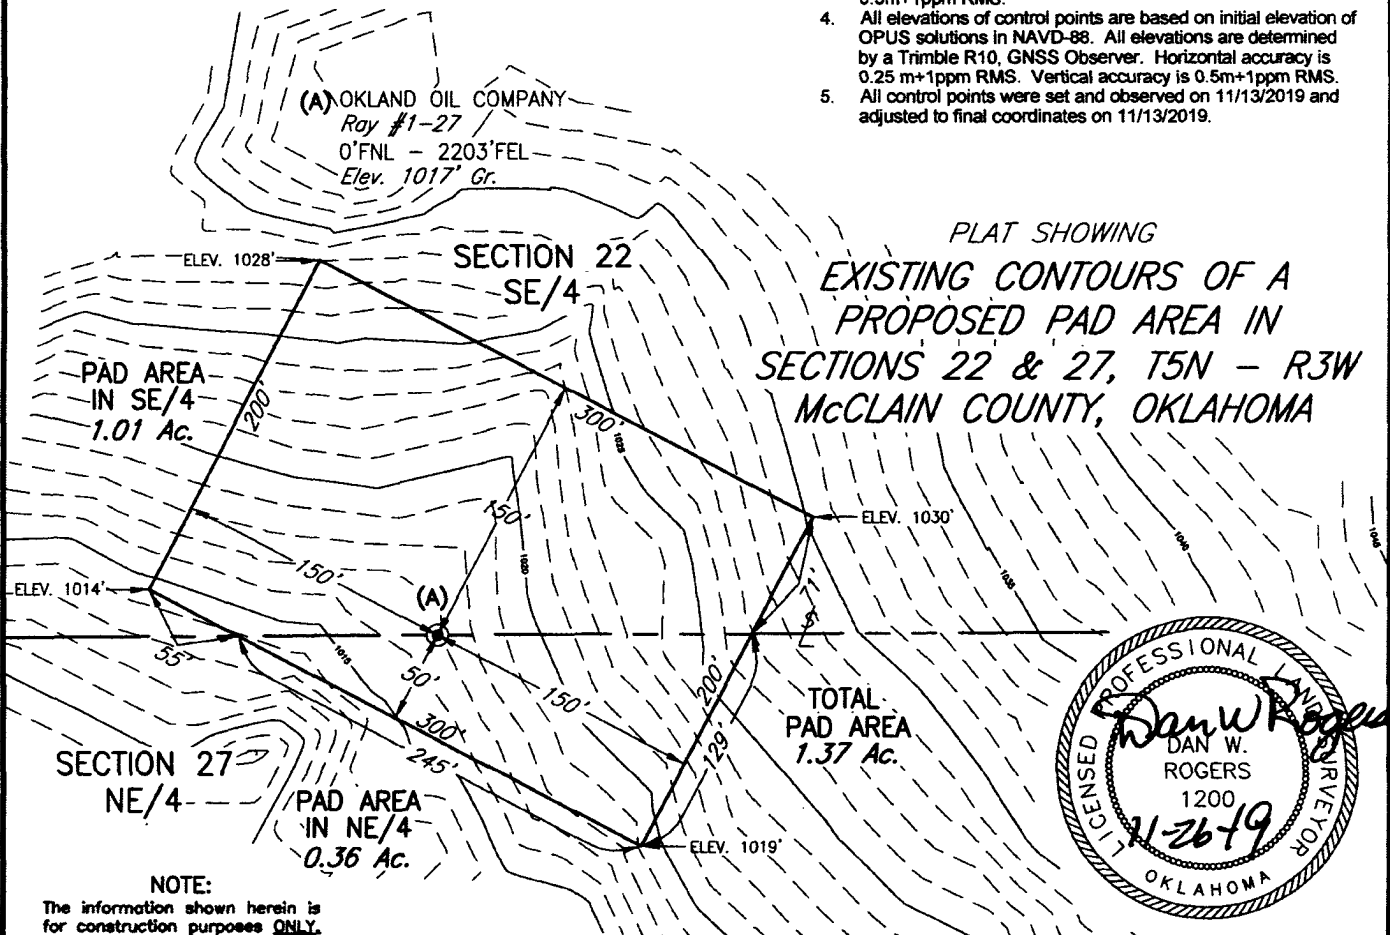 4. All elevations of control points are based on initial elevation of
OPUS solutions in NAVD-88. All elevations are determined
by a Trimble R10, GNSS Observer. Horizontal accuracy is
0.25 m+1ppm RMS. Vertical accuracy is 0.5m+1ppm RMS.
5. All control points were set and observed on 11/13/2019 and
adjusted to final coordinates on 11/13/2019.
(A) OKLAND OIL COMPANY
Ray #1-27
0'FNL - 2203'FEL
Elev. 1017' Gr.
PLAT SHOWING
EXISTING CONTOURS OF A
PROPOSED PAD AREA IN
SECTIONS 22 & 27, T5N - R3W
McCLAIN COUNTY, OKLAHOMA
SECTION 22
SE/4
ELEV. 1028'
PAD AREA
IN SE/4
1.01 Ac.
200'
300'
1025
150'
ELEV. 1030'
1020
1035
1040
1045
150'
ELEV. 1014'
(A)
71'
55'
1015
50'
150'
200'
129'
300'
245'
TOTAL
PAD AREA
1.37 Ac.
SECTION 27
NE/4
PAD AREA
IN NE/4
0.36 Ac.
ELEV. 1019'
NOTE:
The information shown herein is
for construction purposes ONLY.
LICENSED PROFESSIONAL LAND SURVEYOR
Dan W Rogers
DAN W.
ROGERS
1200
11-26-19
OKLAHOMA